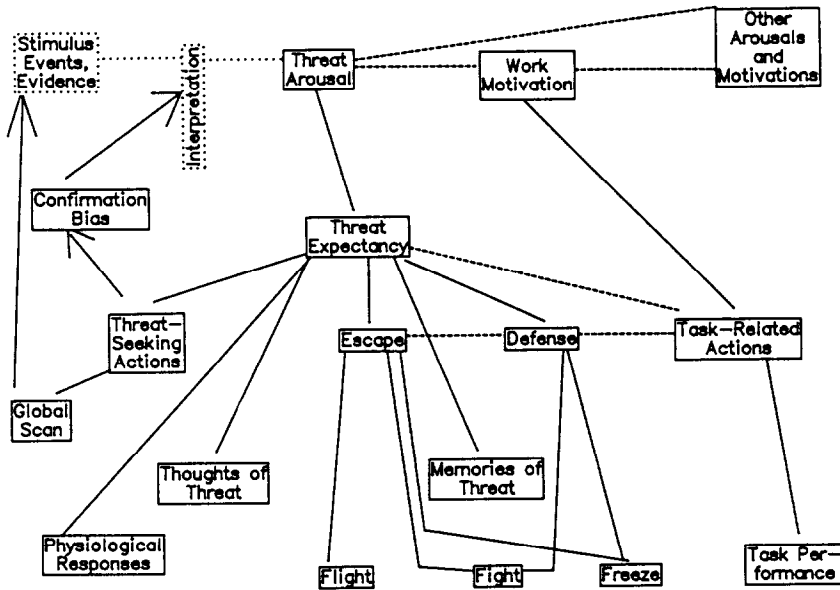 Stimulus
Events,
Evidence
Interpretation
Threat
Arousal
Work
Motivation
Other
Arousals
and
Motivations
Confirmation
Bias
Threat
Expectancy
Threat-
Seeking
Actions
Escape
Defense
Task-Related
Actions
Global
Scan
Thoughts of
Threat
Memories of
Threat
Physiological
Responses
Flight
Fight
Freeze
Task Per-
formance